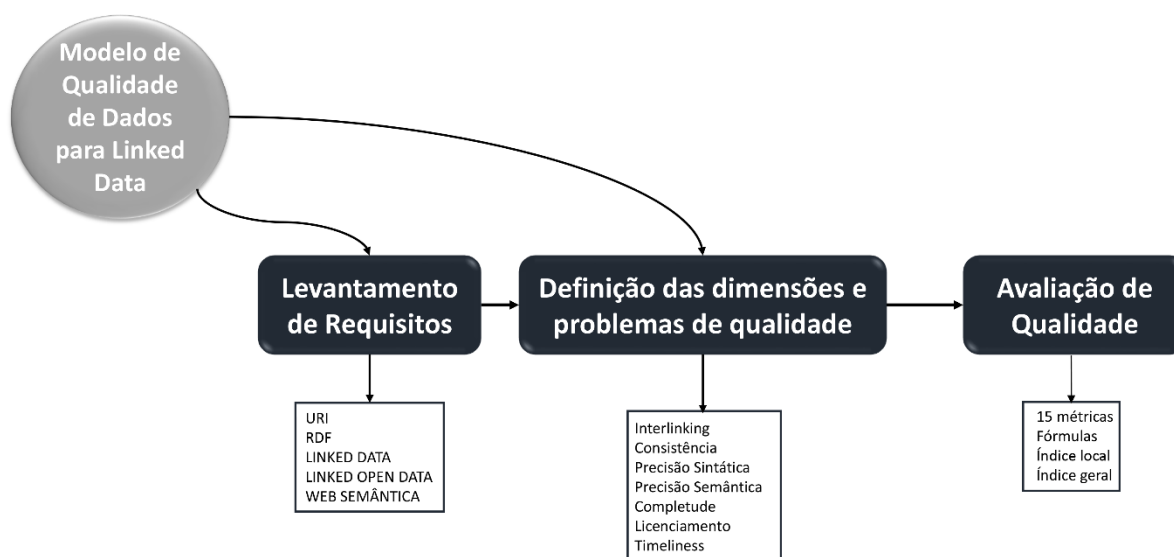 Modelo de
Qualidade
de Dados
para Linked
Data
Levantamento
de Requisitos
Definição das dimensões e
problemas de qualidade
Avaliação de
Qualidade
URI
RDF
LINKED DATA
LINKED OPEN DATA
WEB SEMÂNTICA
Interlinking
Consistência
Precisão Sintática
Precisão Semântica
Completude
Licenciamento
Timeliness
15 métricas
Fórmulas
Índice local
Índice geral